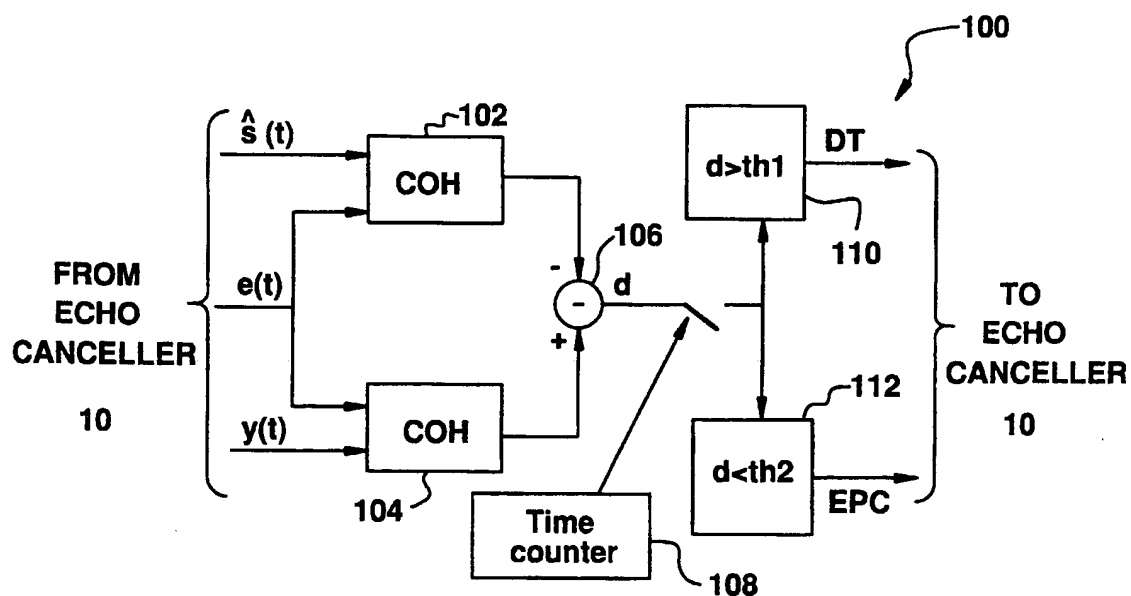 100
102
ŝ (t)
COH
DT
d>th1
110
106
-
d
-
+
FROM
ECHO
CANCELLER
10
e(t)
TO
ECHO
CANCELLER
10
112
y(t)
COH
104
d<th2
EPC
Time
counter
108